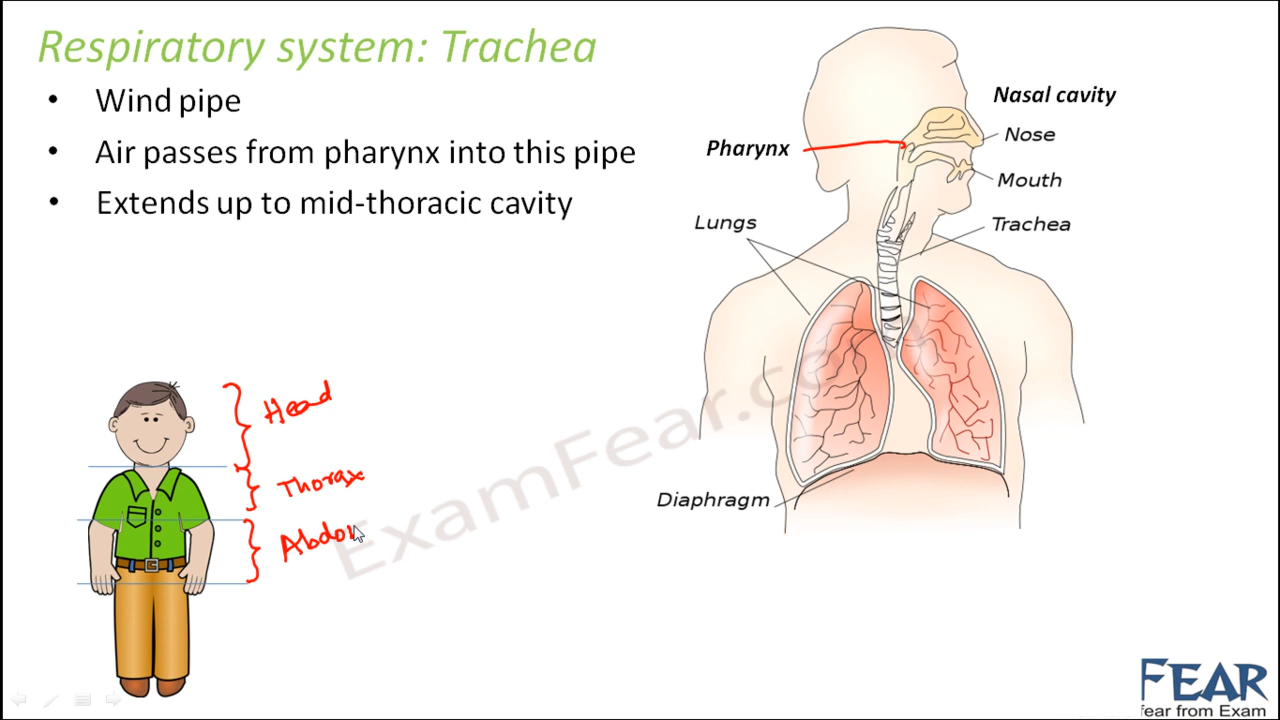 Respiratory system: Trachea
• Wind pipe
• Air passes from pharynx into this pipe
• Extends up to mid-thoracic cavity
Nasal cavity
Nose
Pharynx
Mouth
Lungs
Trachea
Head
Thorax
Abdon
Diaphragm
ExamFear.com
FEAR
fear from Exam